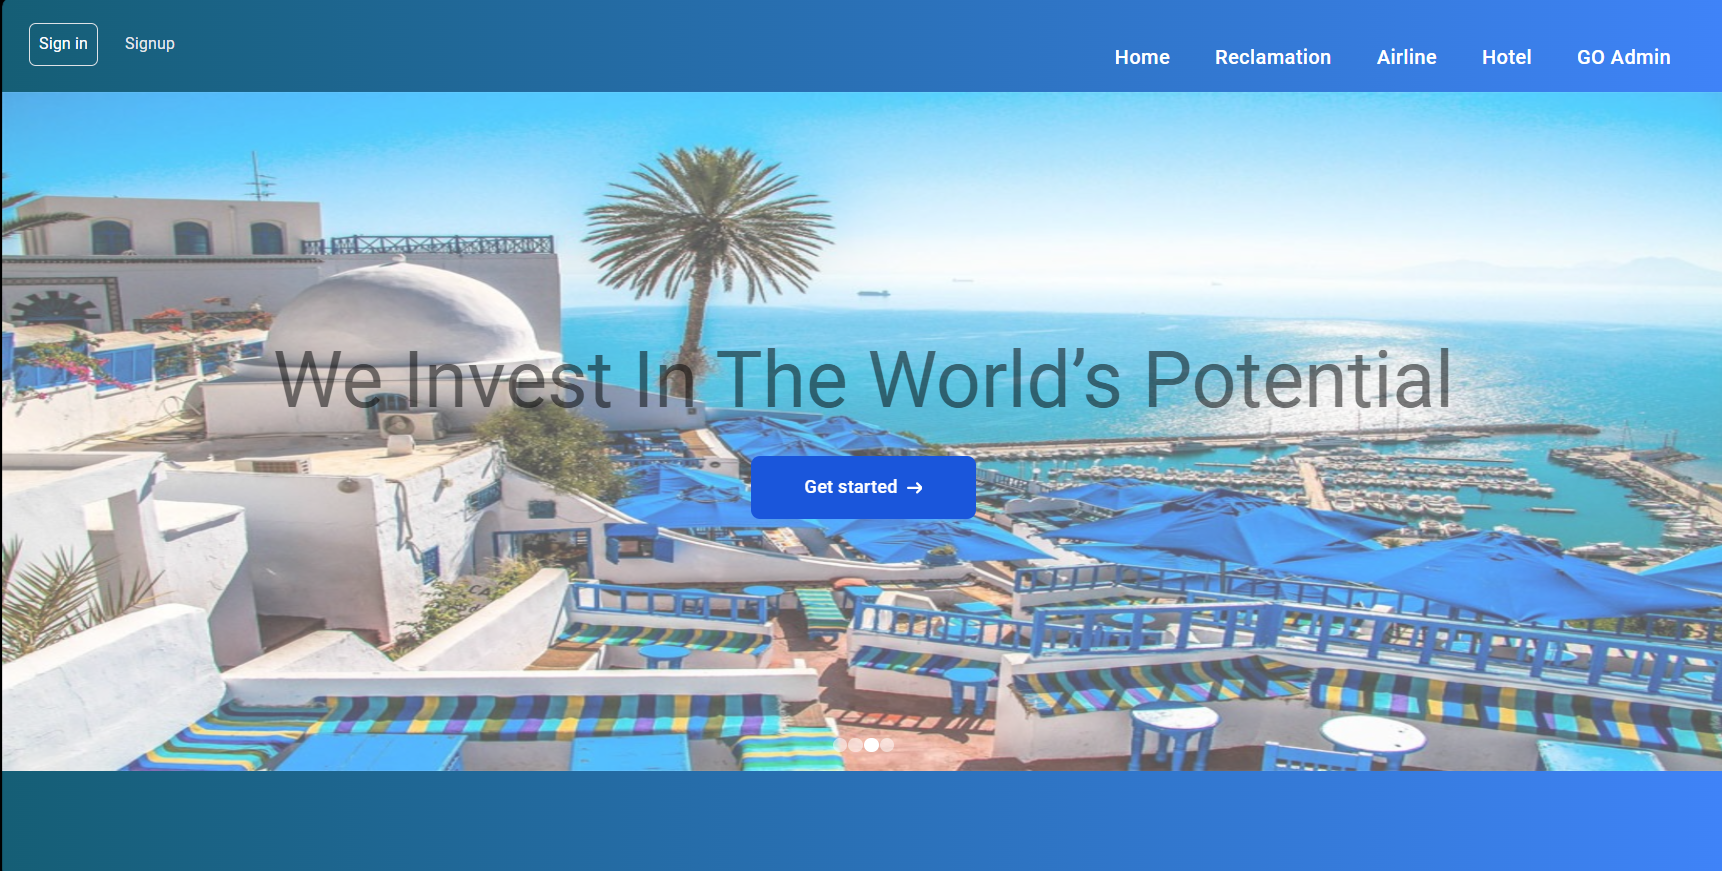 Sign in
Signup
Home
Reclamation
Airline
Hotel
GO Admin
We Invest In The World’s Potential
Get started →